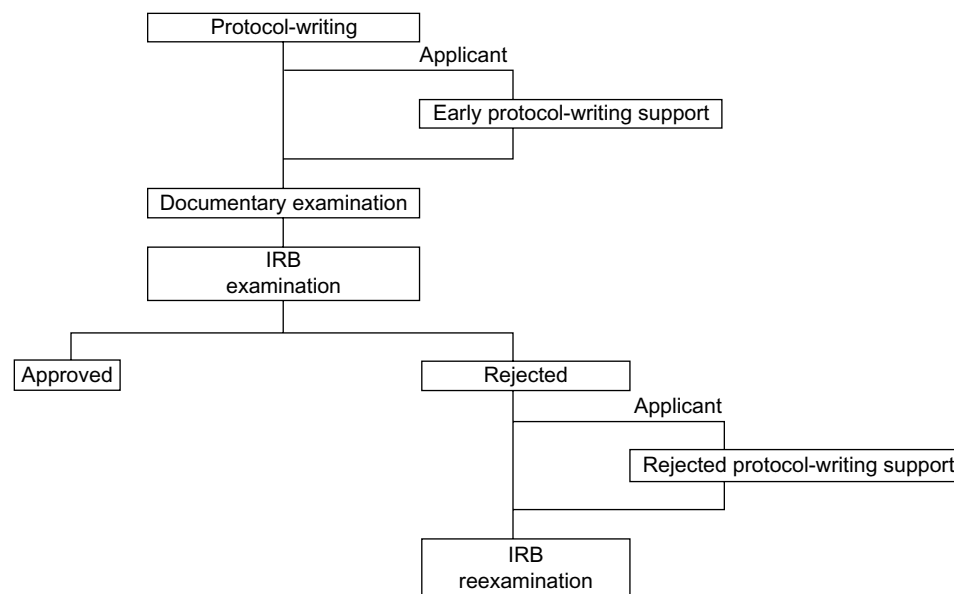 Protocol-writing
Applicant
Early protocol-writing support
Documentary examination
IRB
examination
Approved
Rejected
Applicant
Rejected protocol-writing support
IRB
reexamination